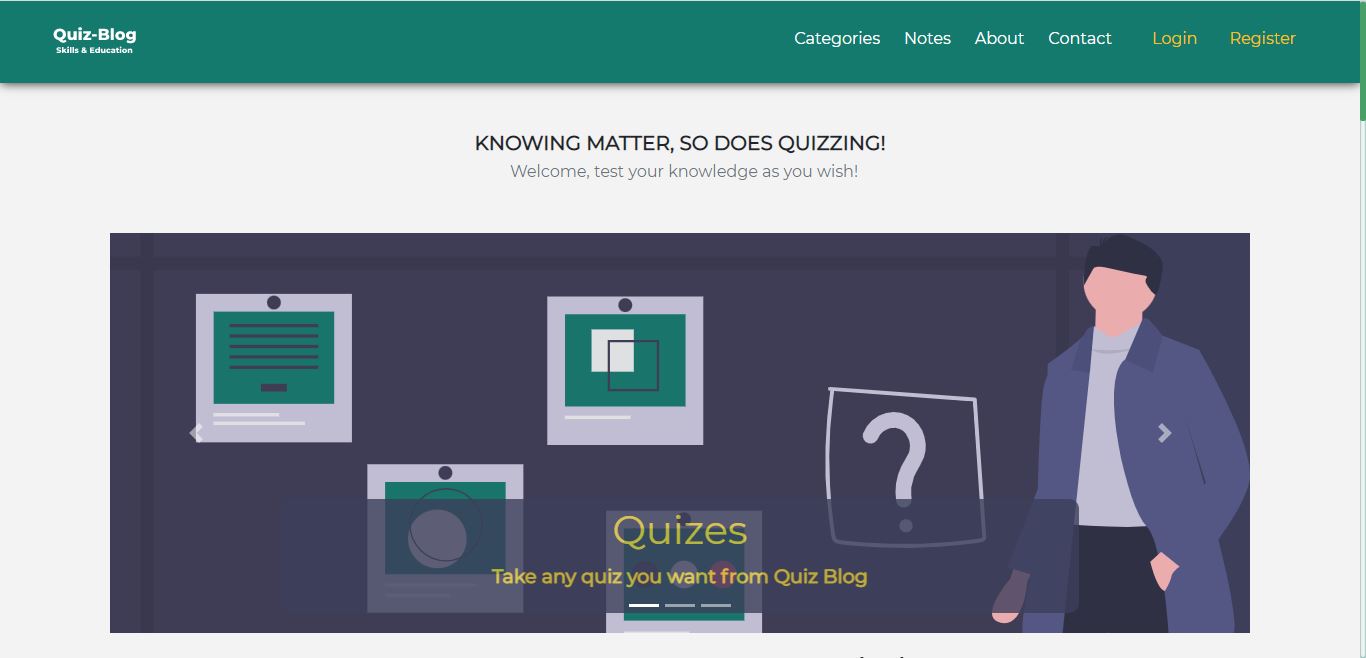 Quiz-Blog
Skills & Education
Categories Notes About Contact Login Register
KNOWING MATTER, SO DOES QUIZZING!
Welcome, test your knowledge as you wish!
?
Quizes
Take any quiz you want from Quiz Blog